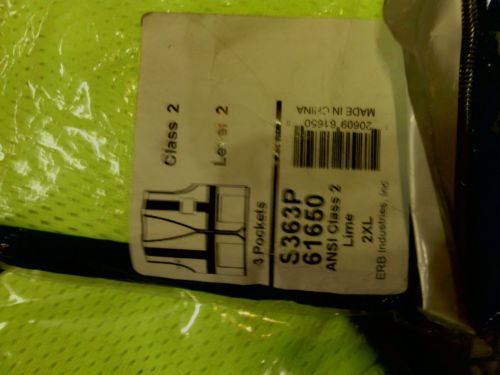 Class 2
Level 2
3 Pockets
S363P
61650
ANSI Class 2
Lime
2XL
ERB Industries, Inc
20609 61650
MADE IN CHINA